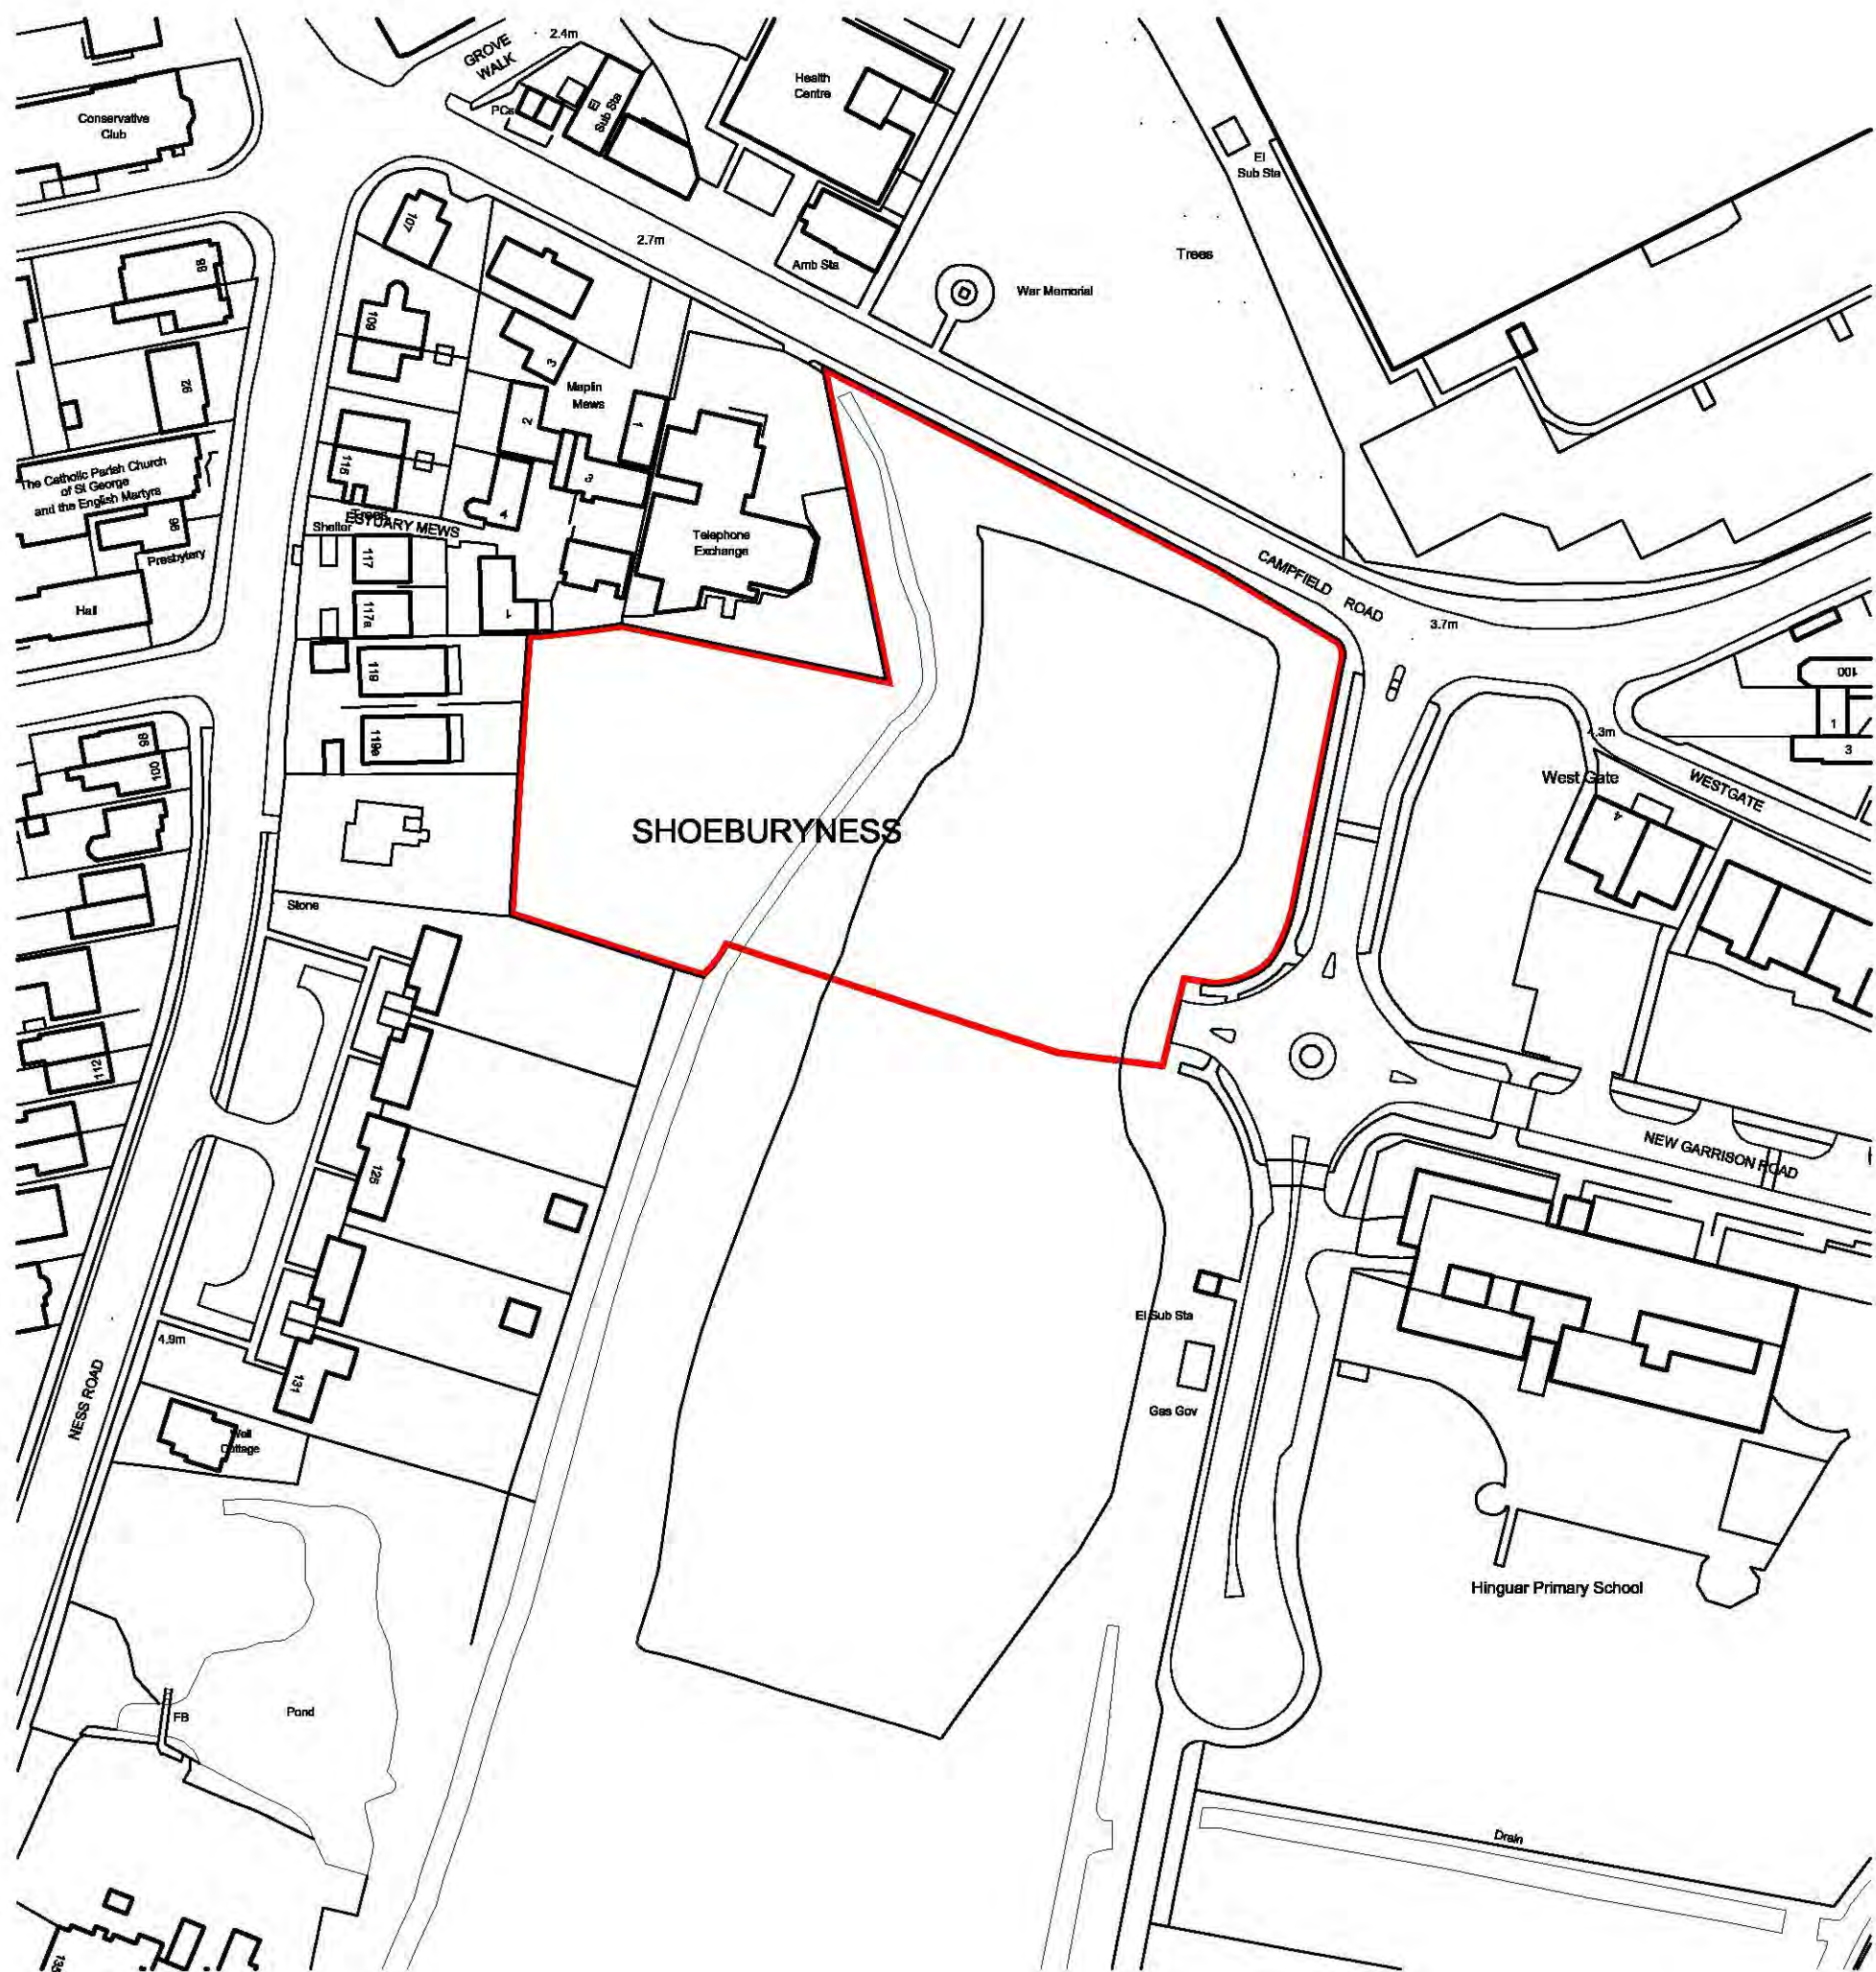 GROVE
WALK
2.4m
Health
Centre
Conservative
Club
PCs
El
Sub Sta
El
Sub Sta
107
2.7m
Amb Sta
War Memorial
Trees
88
109
92
3
Maplin
Mews
2
1
The Catholic Parish Church
of St George
and the English Martyrs
115
3
96
4
Trees
Shelter
ESTUARY MEWS
Presbytery
Telephone
Exchange
117
CAMPFIELD ROAD
Hall
117a
1
3.7m
119
100
1
4.3m
3
98
119a
100
West Gate
WESTGATE
4
SHOEBURYNESS
Stone
112
NEW GARRISON ROAD
125
El Sub Sta
4.9m
NESS ROAD
131
Gas Gov
Well
Cottage
Hinguar Primary School
FB
Pond
Drain
135